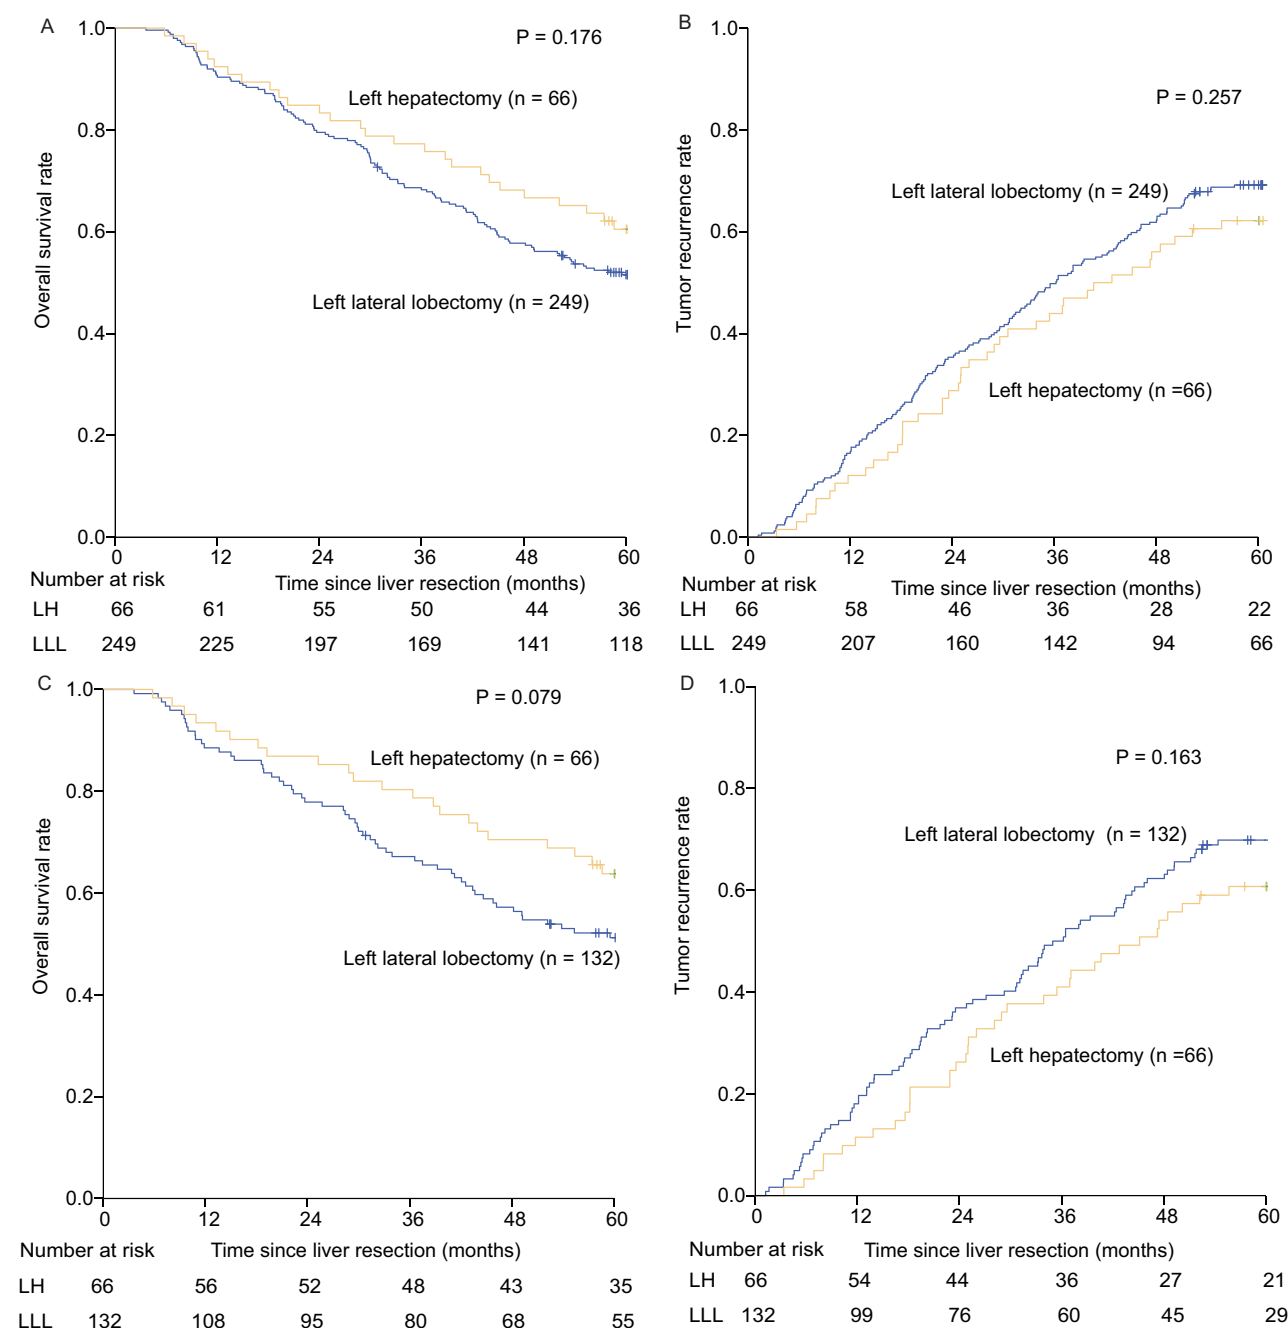 A
P = 0.176
Left hepatectomy (n = 66)
Left lateral lobectomy (n = 249)
Overall survival rate
1.0
0.8
0.6
0.4
0.2
0.0
0 12 24 36 48 60
Number at risk
Time since liver resection (months)
LH 66 61 55 50 44 36
LLL 249 225 197 169 141 118
B
P = 0.257
Left lateral lobectomy (n = 249)
Left hepatectomy (n =66)
Tumor recurrence rate
1.0
0.8
0.6
0.4
0.2
0.0
0 12 24 36 48 60
Number at risk
Time since liver resection (months)
LH 66 58 46 36 28 22
LLL 249 207 160 142 94 66
C
P = 0.079
Left hepatectomy (n = 66)
Left lateral lobectomy (n = 132)
Overall survival rate
1.0
0.8
0.6
0.4
0.2
0.0
0 12 24 36 48 60
Number at risk
Time since liver resection (months)
LH 66 56 52 48 43 35
LLL 132 108 95 80 68 55
D
P = 0.163
Left lateral lobectomy (n = 132)
Left hepatectomy (n =66)
Tumor recurrence rate
1.0
0.8
0.6
0.4
0.2
0.0
0 12 24 36 48 60
Number at risk
Time since liver resection (months)
LH 66 54 44 36 27 21
LLL 132 99 76 60 45 29